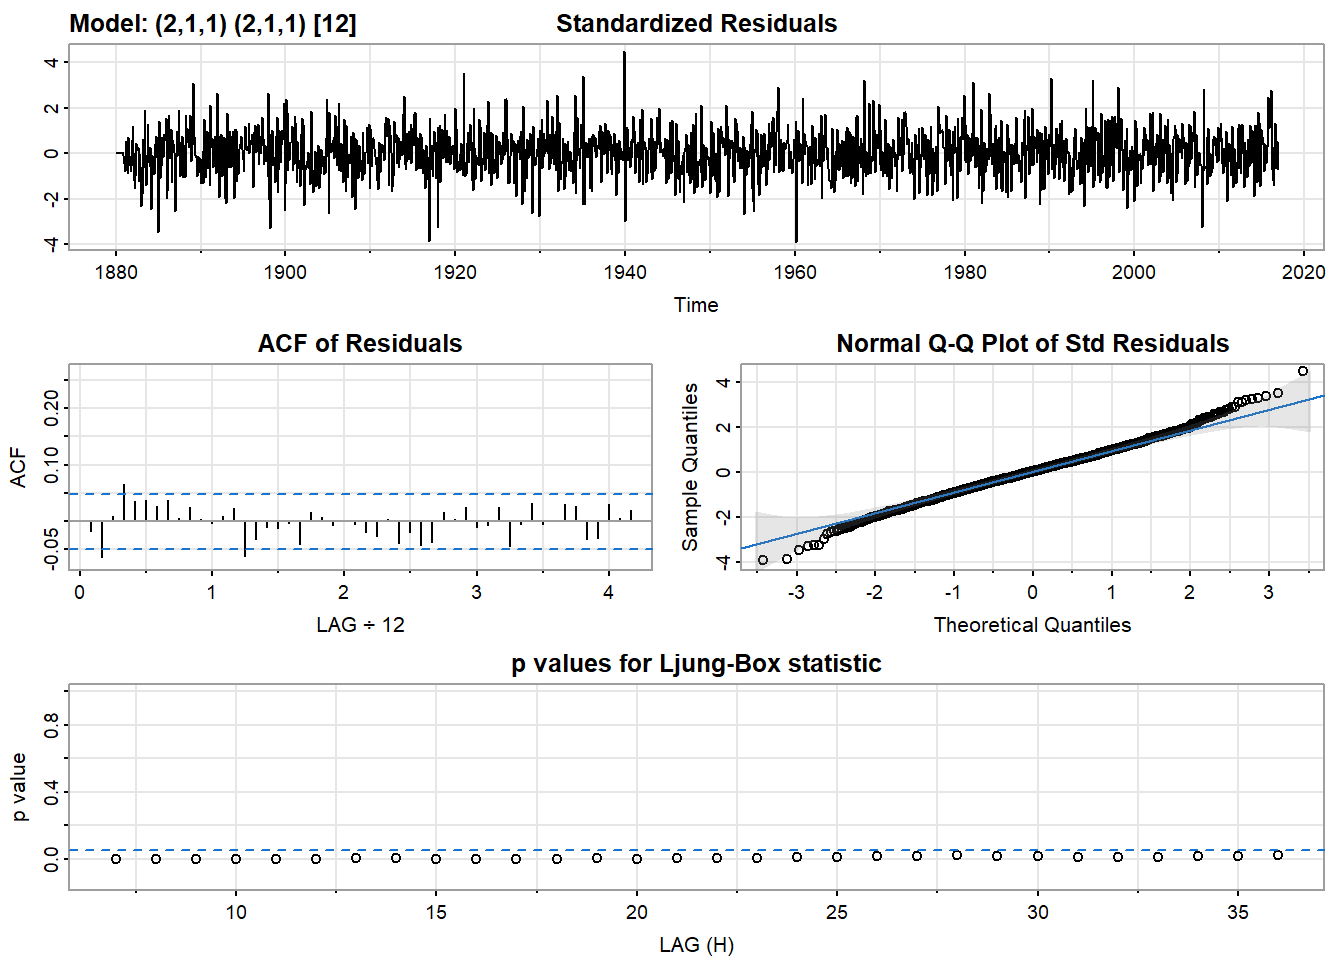 Model: (2,1,1) (2,1,1) [12] Standardized Residuals
4
2
0
-2
-4
1880 1900 1920 1940 1960 1980 2000 2020
Time
ACF of Residuals
ACF
0.20
0.10
-0.05
0 1 2 3 4
LAG ÷ 12
Normal Q-Q Plot of Std Residuals
Sample Quantiles
4
2
0
-2
-4
-3 -2 -1 0 1 2 3
Theoretical Quantiles
p values for Ljung-Box statistic
p value
0.8
0.4
0.0
10 15 20 25 30 35
LAG (H)